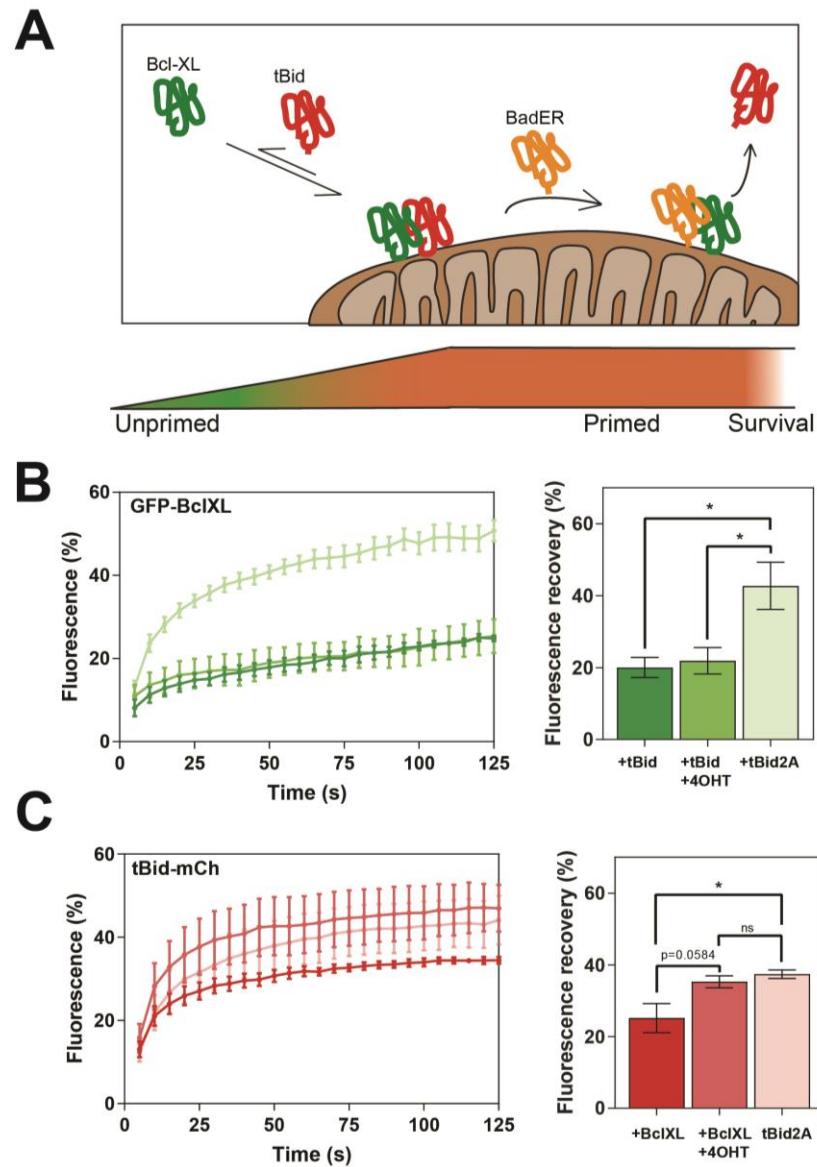 A
Bcl-XL
tBid
BadER
Unprimed
Primed
Survival
B
GFP-BclXL
Fluorescence (%)
60
40
20
0
0
25
50
75
100
125
Time (s)
Fluorescence recovery (%)
60
40
20
0
*
*
+tBid
+tBid
+4OHT
+tBid2A
C
tBid-mCh
Fluorescence (%)
60
40
20
0
0
25
50
75
100
125
Time (s)
Fluorescence recovery (%)
60
40
20
0
*
ns
p=0.0584
+BclXL
+BclXL
+4OHT
tBid2A